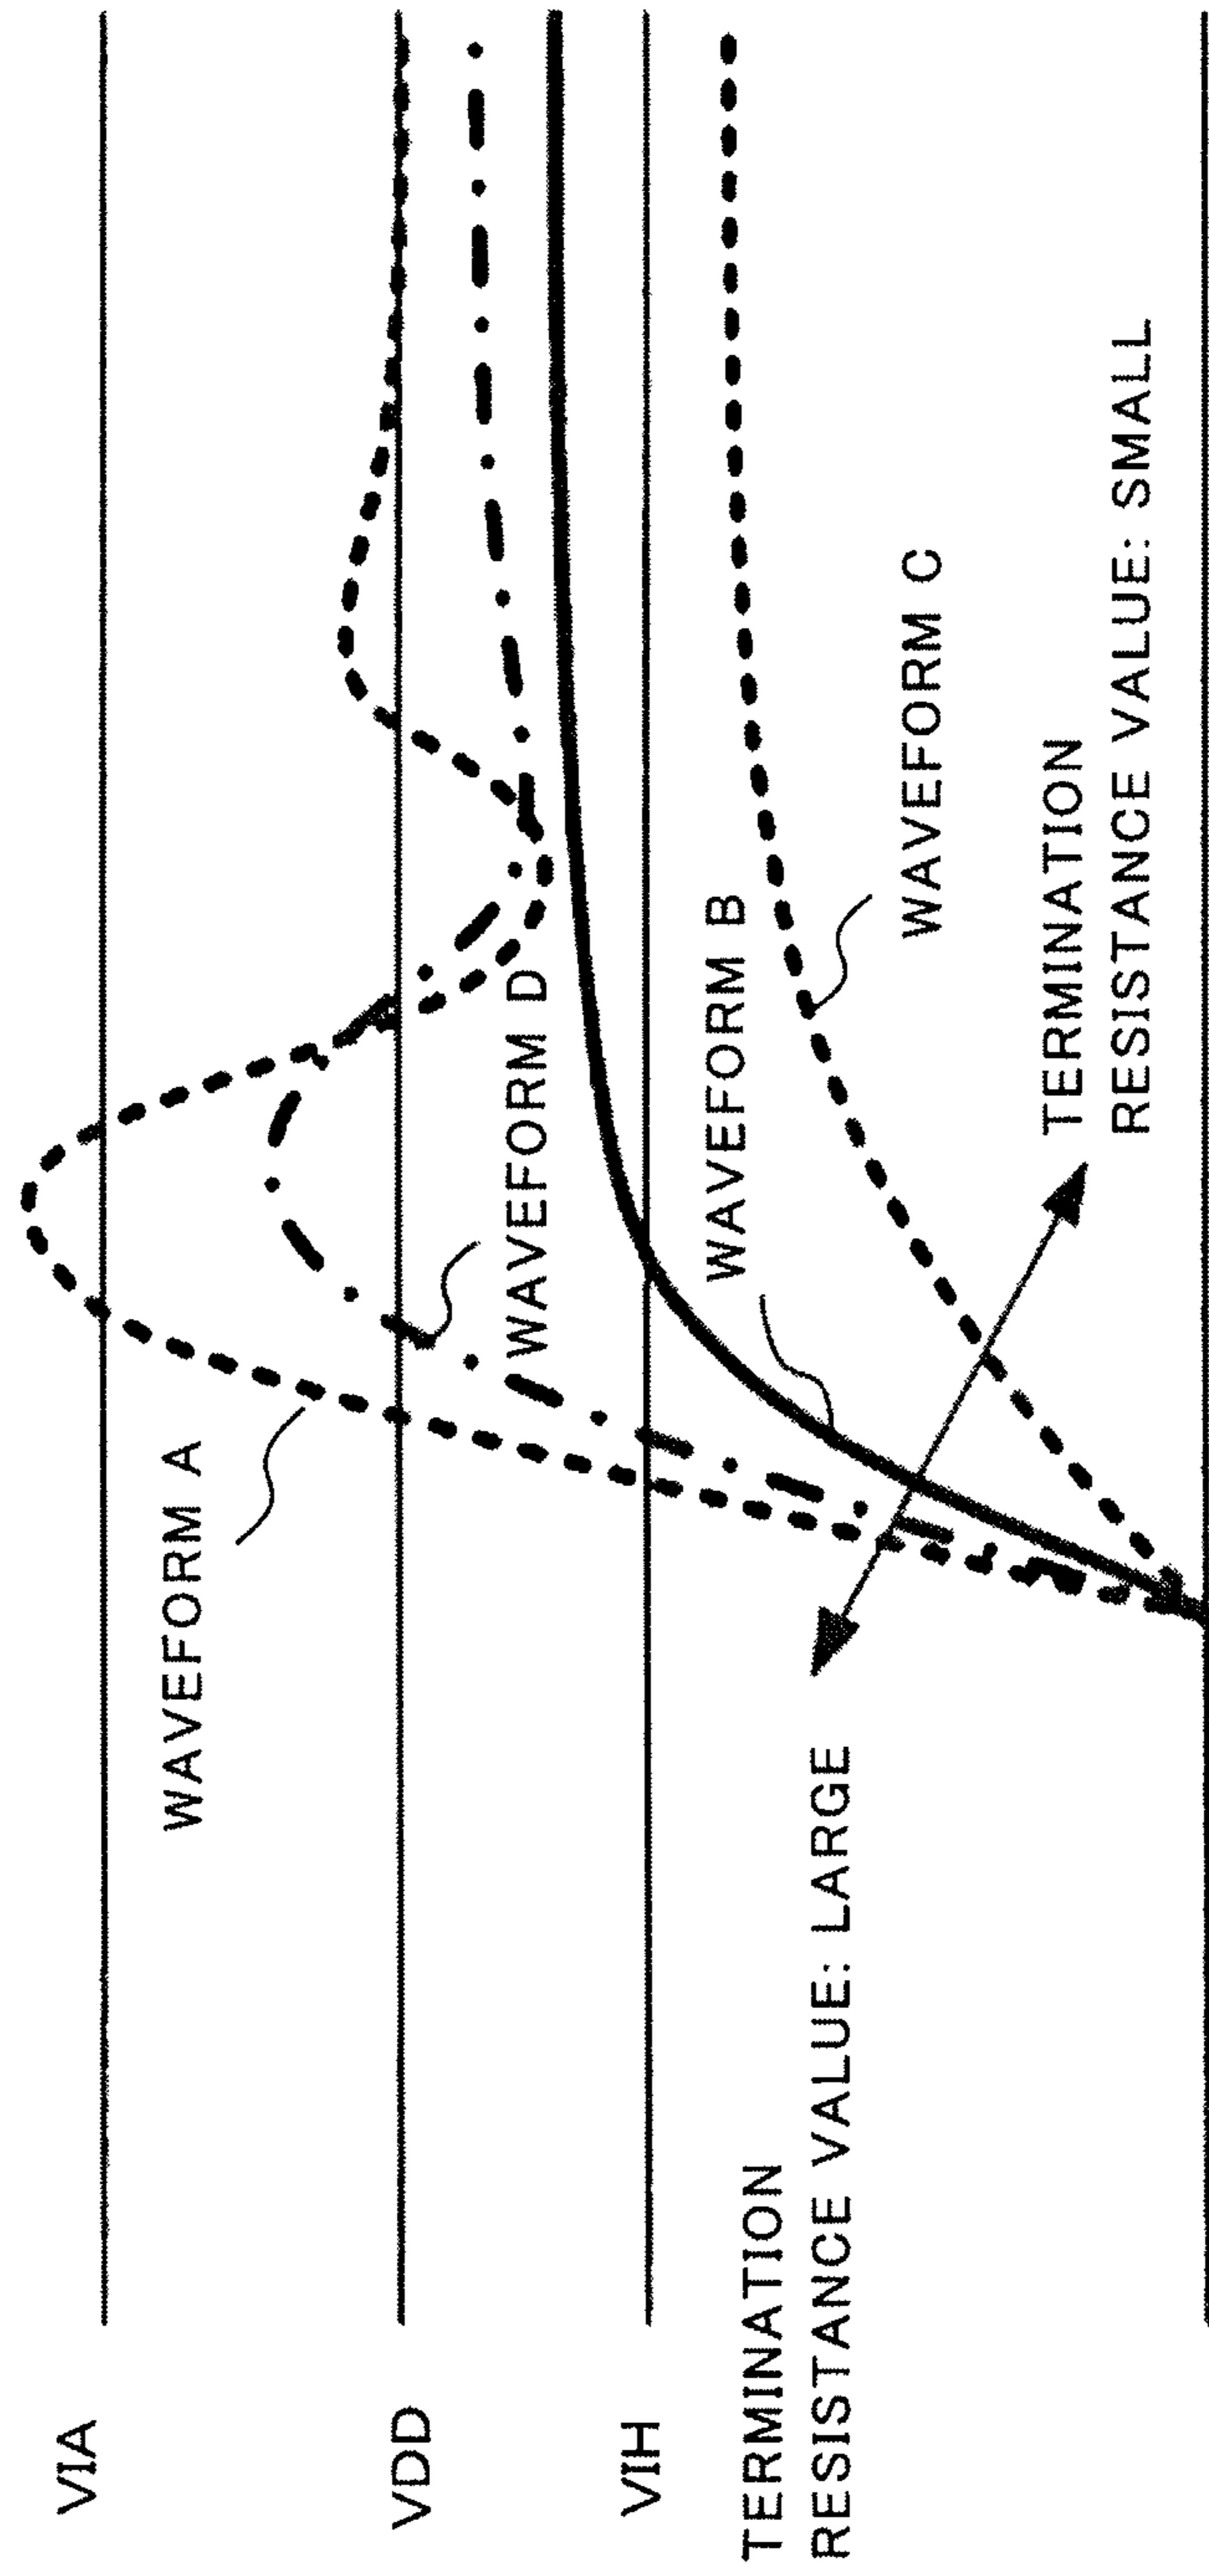 VIA
WAVEFORM A
VDD
WAVEFORM D
VIH
WAVEFORM B
TERMINATION
RESISTANCE VALUE: LARGE
WAVEFORM C
TERMINATION
RESISTANCE VALUE: SMALL